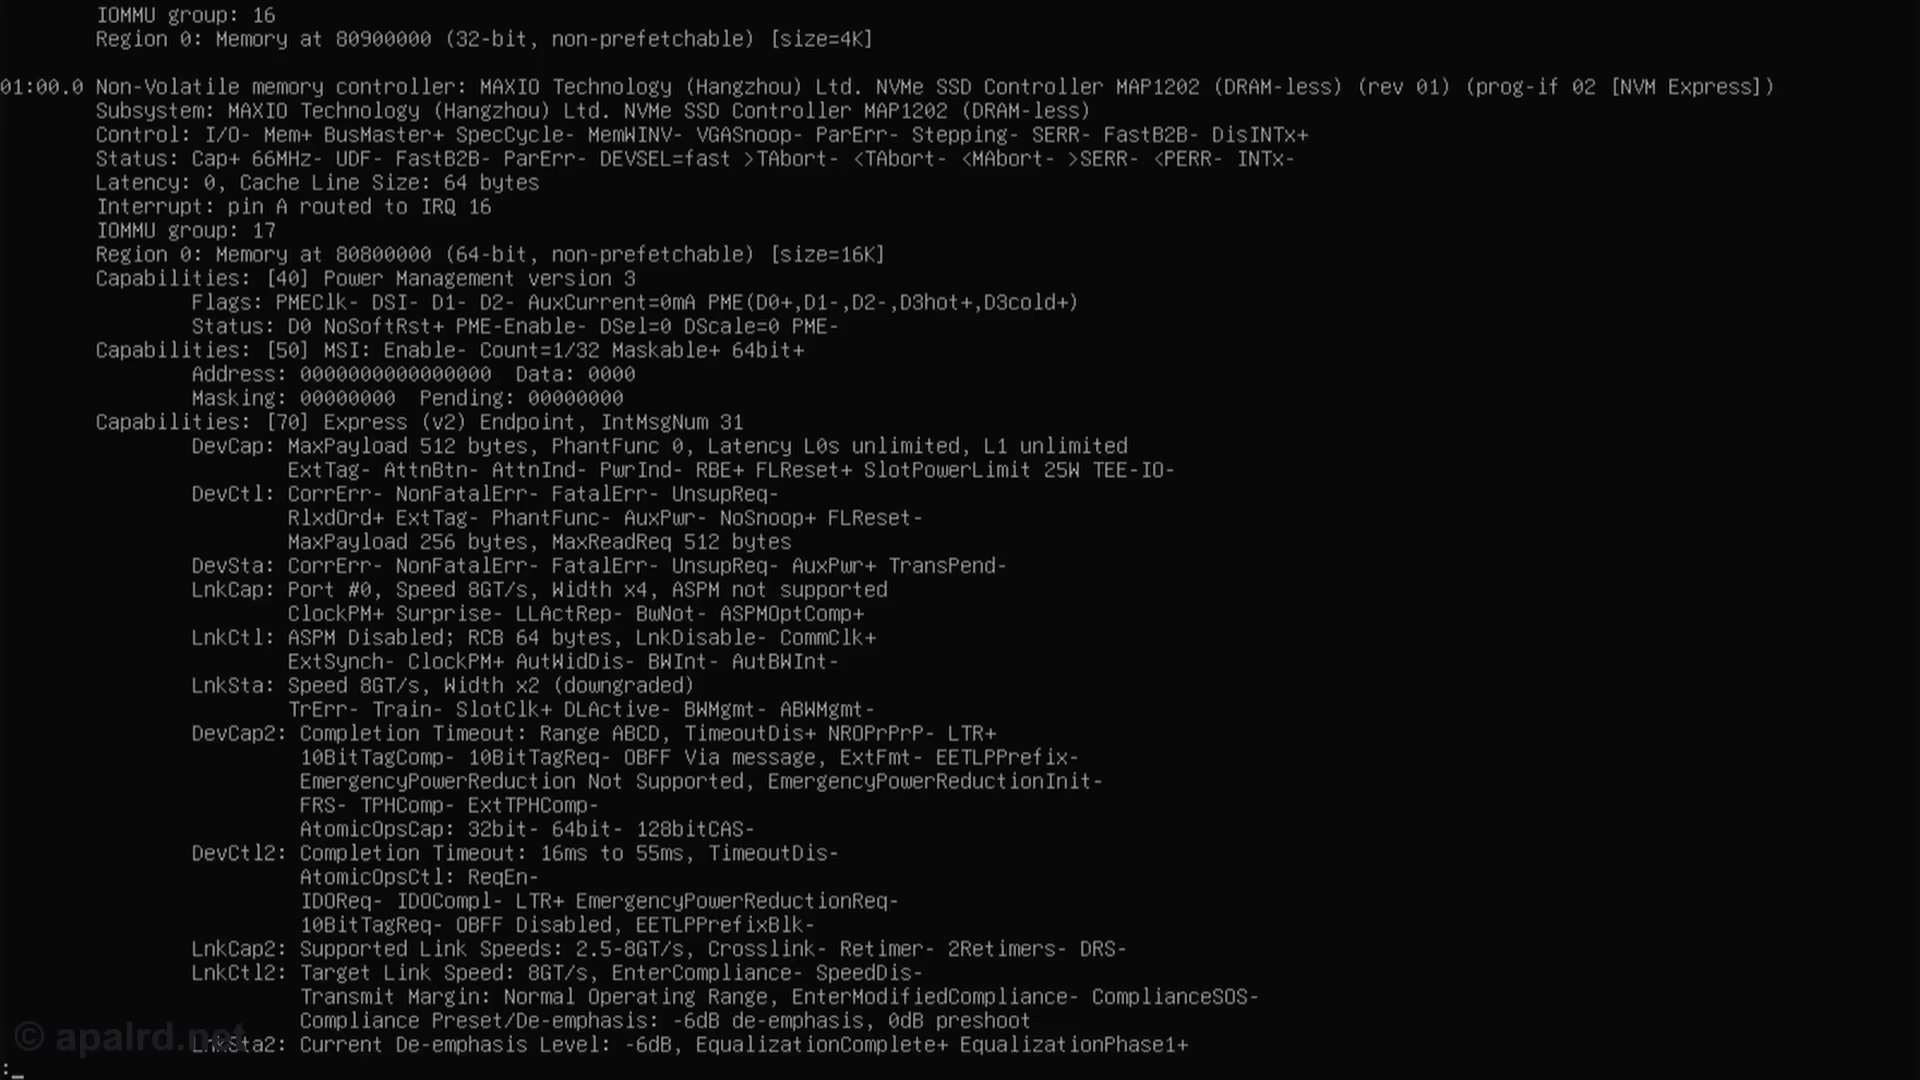 IOMMU group: 16
Region 0: Memory at 80900000 (32-bit, non-prefetchable) [size=4K]
01:00.0 Non-Volatile memory controller: MAXIO Technology (Hangzhou) Ltd. NVMe SSD Controller MAP1202 (DRAM-less) (rev 01) (prog-if 02 [NVM Express])
Subsystem: MAXIO Technology (Hangzhou) Ltd. NVMe SSD Controller MAP1202 (DRAM-less)
Control: I/O- Mem+ BusMaster+ SpecCycle- MemWINV- VGASnoop- ParErr- Stepping- SERR- FastB2B- DisINTx+
Status: Cap+ 66MHz- UDF- FastB2B- ParErr- DEVSEL=fast >TAbort- <TAbort- <MAbort- >SERR- <PERR- INTx-
Latency: 0, Cache Line Size: 64 bytes
Interrupt: pin A routed to IRQ 16
IOMMU group: 17
Region 0: Memory at 80800000 (64-bit, non-prefetchable) [size=16K]
Capabilities: [40] Power Management version 3
Flags: PMEClk- DSI- D1- D2- AuxCurrent=0mA PME(D0+,D1-,D2-,D3hot+,D3cold+)
Status: D0 NoSoftRst+ PME-Enable- DSel=0 DScale=0 PME-
Capabilities: [50] MSI: Enable- Count=1/32 Maskable+ 64bit+
Address: 0000000000000000  Data: 0000
Masking: 00000000  Pending: 00000000
Capabilities: [70] Express (v2) Endpoint, IntMsgNum 31
DevCap: MaxPayload 512 bytes, PhantFunc 0, Latency L0s unlimited, L1 unlimited
ExtTag- AttnBtn- AttnInd- PwrInd- RBE+ FLReset+ SlotPowerLimit 25W TEE-IO-
DevCtl: CorrErr- NonFatalErr- FatalErr- UnsupReq-
RlxdOrd+ ExtTag- PhantFunc- AuxPwr- NoSnoop+ FLReset-
MaxPayload 256 bytes, MaxReadReq 512 bytes
DevSta: CorrErr- NonFatalErr- FatalErr- UnsupReq- AuxPwr+ TransPend-
LnkCap: Port #0, Speed 8GT/s, Width x4, ASPM not supported
ClockPM+ Surprise- LLActRep- BwNot- ASPMOptComp+
LnkCtl: ASPM Disabled; RCB 64 bytes, LnkDisable- CommClk+
ExtSynch- ClockPM+ AutWidDis- BWInt- AutBWInt-
LnkSta: Speed 8GT/s, Width x2 (downgraded)
TrErr- Train- SlotClk+ DLActive- BWMgmt- ABWMgmt-
DevCap2: Completion Timeout: Range ABCD, TimeoutDis+ NROPrPrP- LTR+
10BitTagComp- 10BitTagReq- OBFF Via message, ExtFmt- EETLPPrefix-
EmergencyPowerReduction Not Supported, EmergencyPowerReductionInit-
FRS- TPHComp- ExtTPHComp-
AtomicOpsCap: 32bit- 64bit- 128bitCAS-
DevCtl2: Completion Timeout: 16ms to 55ms, TimeoutDis-
AtomicOpsCtl: ReqEn-
IDOReq- IDOCompl- LTR+ EmergencyPowerReductionReq-
10BitTagReq- OBFF Disabled, EETLPPrefixBlk-
LnkCap2: Supported Link Speeds: 2.5-8GT/s, Crosslink- Retimer- 2Retimers- DRS-
LnkCtl2: Target Link Speed: 8GT/s, EnterCompliance- SpeedDis-
Transmit Margin: Normal Operating Range, EnterModifiedCompliance- ComplianceSOS-
Compliance Preset/De-emphasis: -6dB de-emphasis, 0dB preshoot
LnkSta2: Current De-emphasis Level: -6dB, EqualizationComplete+ EqualizationPhase1+
:_
© apalrd.net